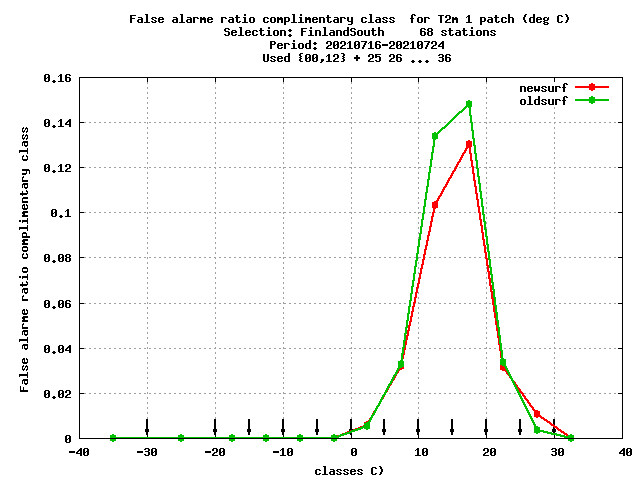 False alarme ratio complimentary class  for T2m 1 patch (deg C)
Selection: FinlandSouth     68 stations
Period: 20210716-20210724
Used {00,12} + 25 26 ... 36
newsurf
oldsurf
0.16
0.14
0.12
0.1
0.08
0.06
0.04
0.02
0
False alarme ratio complimentary class
-40 -30 -20 -10 0 10 20 30 40
classes C)